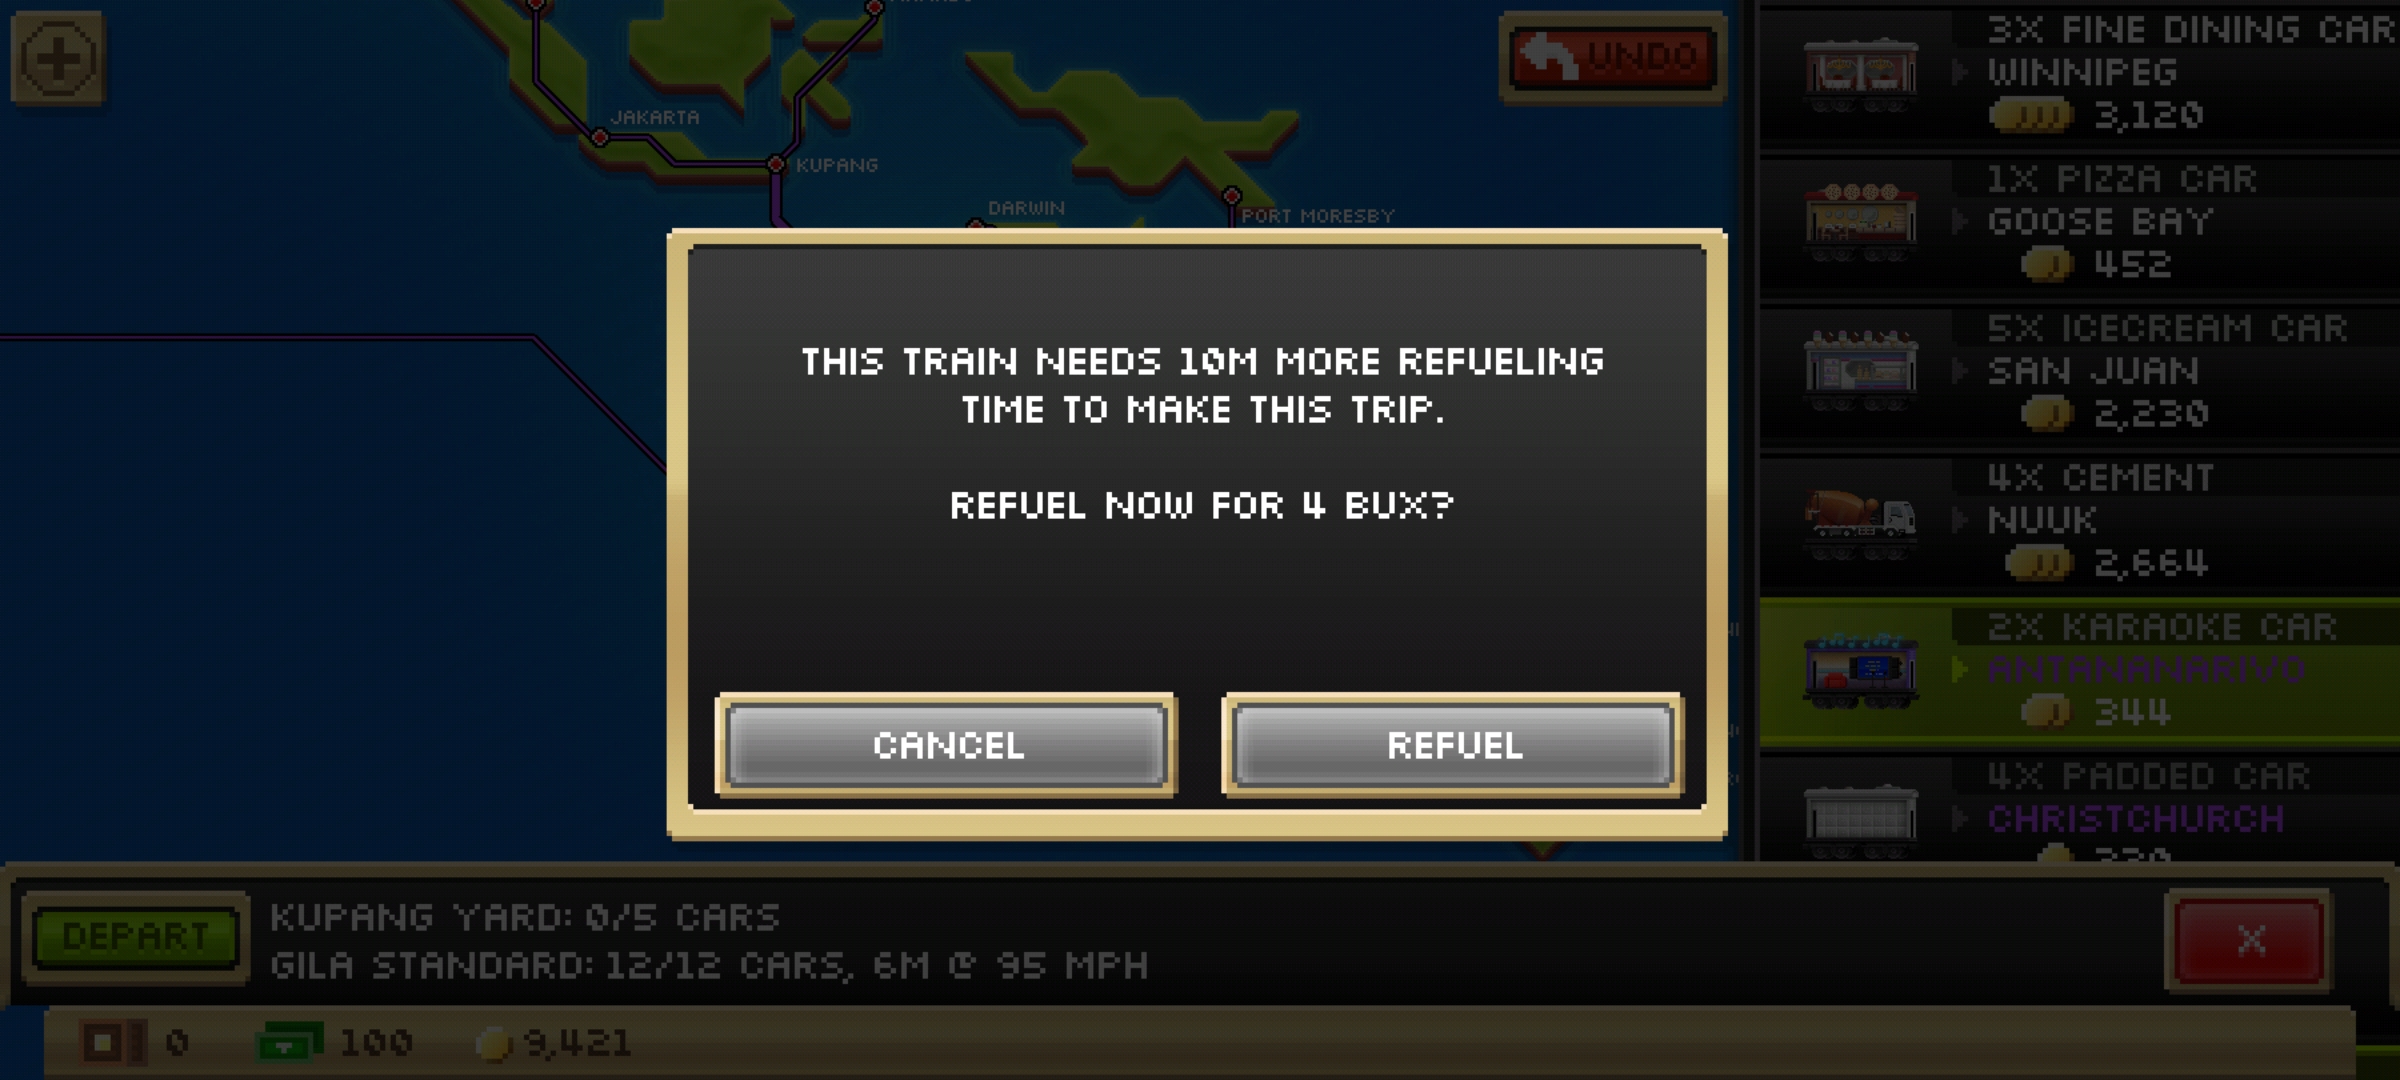 UNDO
JAKARTA
KUPANG
DARWIN
PORT MORESBY
3X FINE DINING CAR
WINNIPEG
3,120
1X PIZZA CAR
GOOSE BAY
452
5X ICECREAM CAR
SAN JUAN
2,230
4X CEMENT
NUUK
2,664
2X KARAOKE CAR
ANTANANARIVO
344
4X PADDED CAR
CHRISTCHURCH
THIS TRAIN NEEDS 10M MORE REFUELING
TIME TO MAKE THIS TRIP.
REFUEL NOW FOR 4 BUX?
CANCEL
REFUEL
DEPART
KUPANG YARD: 0/5 CARS
GILA STANDARD: 12/12 CARS, 6M @ 95 MPH
X
0
100
9,421